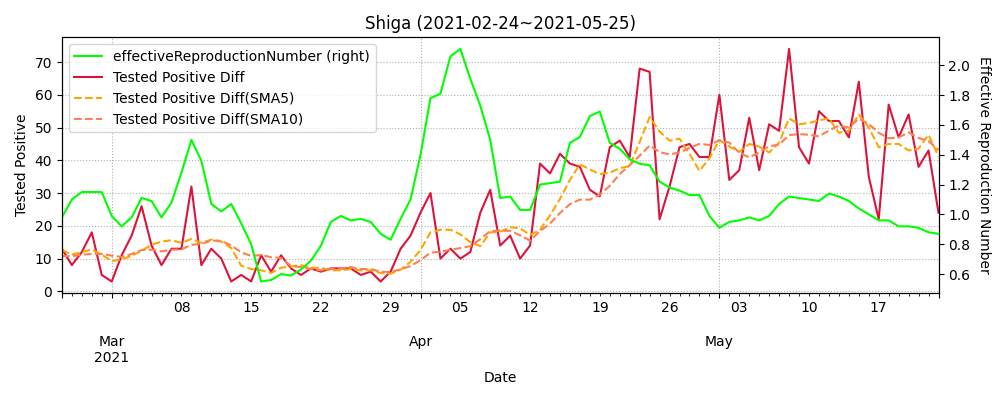 Shiga (2021-02-24~2021-05-25)
effectiveReproductionNumber (right)
Tested Positive Diff
Tested Positive Diff(SMA5)
Tested Positive Diff(SMA10)
Tested Positive
70
60
50
40
30
20
10
0
2.0
1.8
1.6
1.4
1.2
1.0
0.8
0.6
Effective Reproduction Number
08 15 22 29 05 12 19 26 03 10 17
Mar Apr May
2021
Date